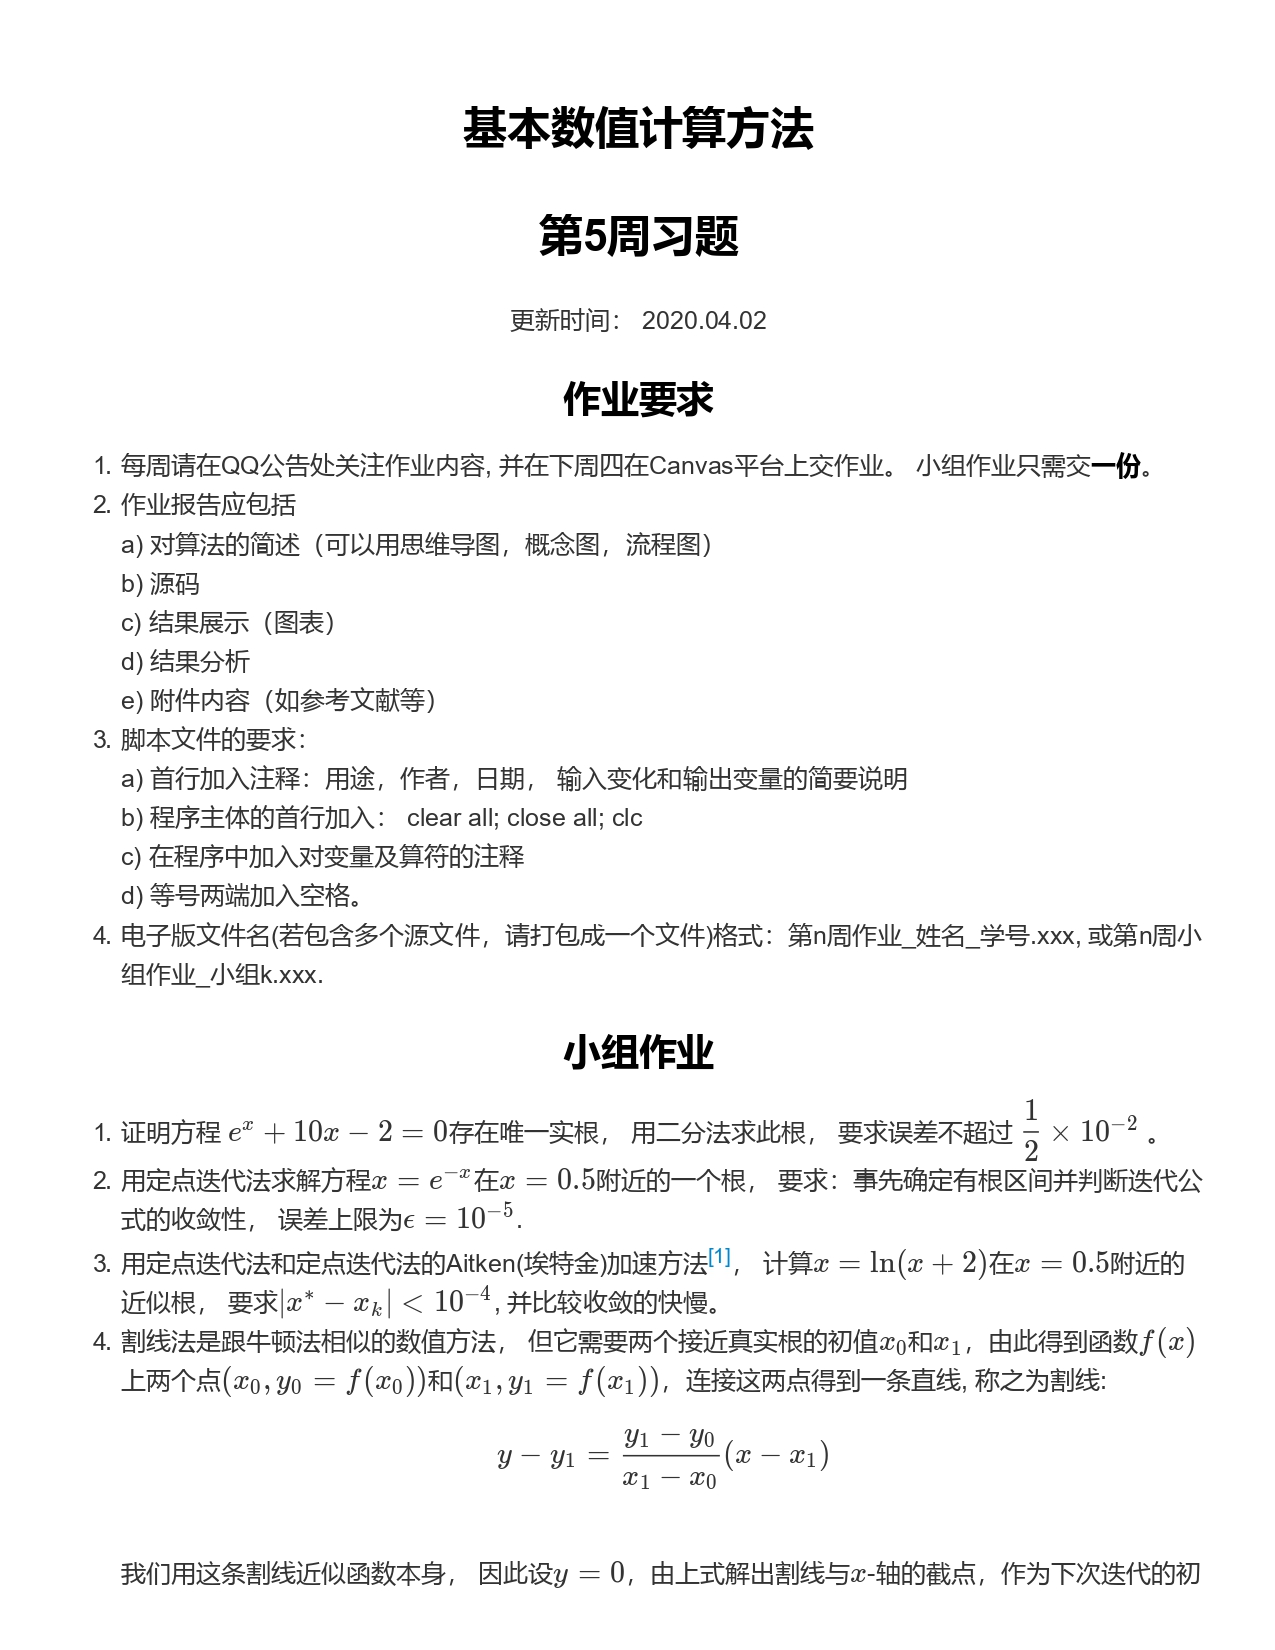 基本数值计算方法
第5周习题
更新时间： 2020.04.02
作业要求
1. 每周请在QQ公告处关注作业内容, 并在下周四在Canvas平台上交作业。 小组作业只需交一份。
2. 作业报告应包括
a) 对算法的简述（可以用思维导图，概念图，流程图）
b) 源码
c) 结果展示（图表）
d) 结果分析
e) 附件内容（如参考文献等）
3. 脚本文件的要求：
a) 首行加入注释：用途，作者，日期， 输入变化和输出变量的简要说明
b) 程序主体的首行加入： clear all; close all; clc
c) 在程序中加入对变量及算符的注释
d) 等号两端加入空格。
4. 电子版文件名(若包含多个源文件，请打包成一个文件)格式：第n周作业_姓名_学号.xxx, 或第n周小
组作业_小组k.xxx.
小组作业
1. 证明方程 $e^x + 10x - 2 = 0$存在唯一实根， 用二分法求此根， 要求误差不超过 $\frac{1}{2} \times 10^{-2}$ 。
2. 用定点迭代法求解方程$x = e^{-x}$在$x = 0.5$附近的一个根， 要求：事先确定有根区间并判断迭代公
式的收敛性， 误差上限为$\epsilon = 10^{-5}$.
3. 用定点迭代法和定点迭代法的Aitken(埃特金)加速方法[1]， 计算$x = \ln(x + 2)$在$x = 0.5$附近的
近似根， 要求$|x^* - x_k| < 10^{-4}$, 并比较收敛的快慢。
4. 割线法是跟牛顿法相似的数值方法， 但它需要两个接近真实根的初值$x_0$和$x_1$，由此得到函数$f(x)$
上两个点$(x_0, y_0 = f(x_0))$和$(x_1, y_1 = f(x_1))$，连接这两点得到一条直线, 称之为割线:
$y - y_1 = \frac{y_1 - y_0}{x_1 - x_0}(x - x_1)$
我们用这条割线近似函数本身， 因此设$y = 0$，由上式解出割线与$x$-轴的截点，作为下次迭代的初